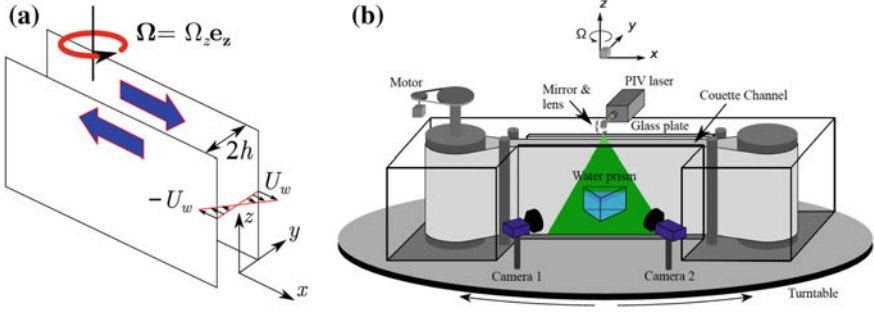 (a)
Ω = Ω_z e_z
2h
U_w
-U_w
z
y
x
(b)
z
y
Ω
x
Motor
PIV laser
Mirror &
lens
Couette Channel
Glass plate
Water prism
Camera 1
Camera 2
Turntable